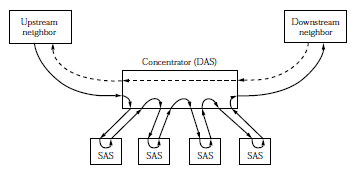 Upstream
neighbor
Downstream
neighbor
Concentrator (DAS)
SAS
SAS
SAS
SAS